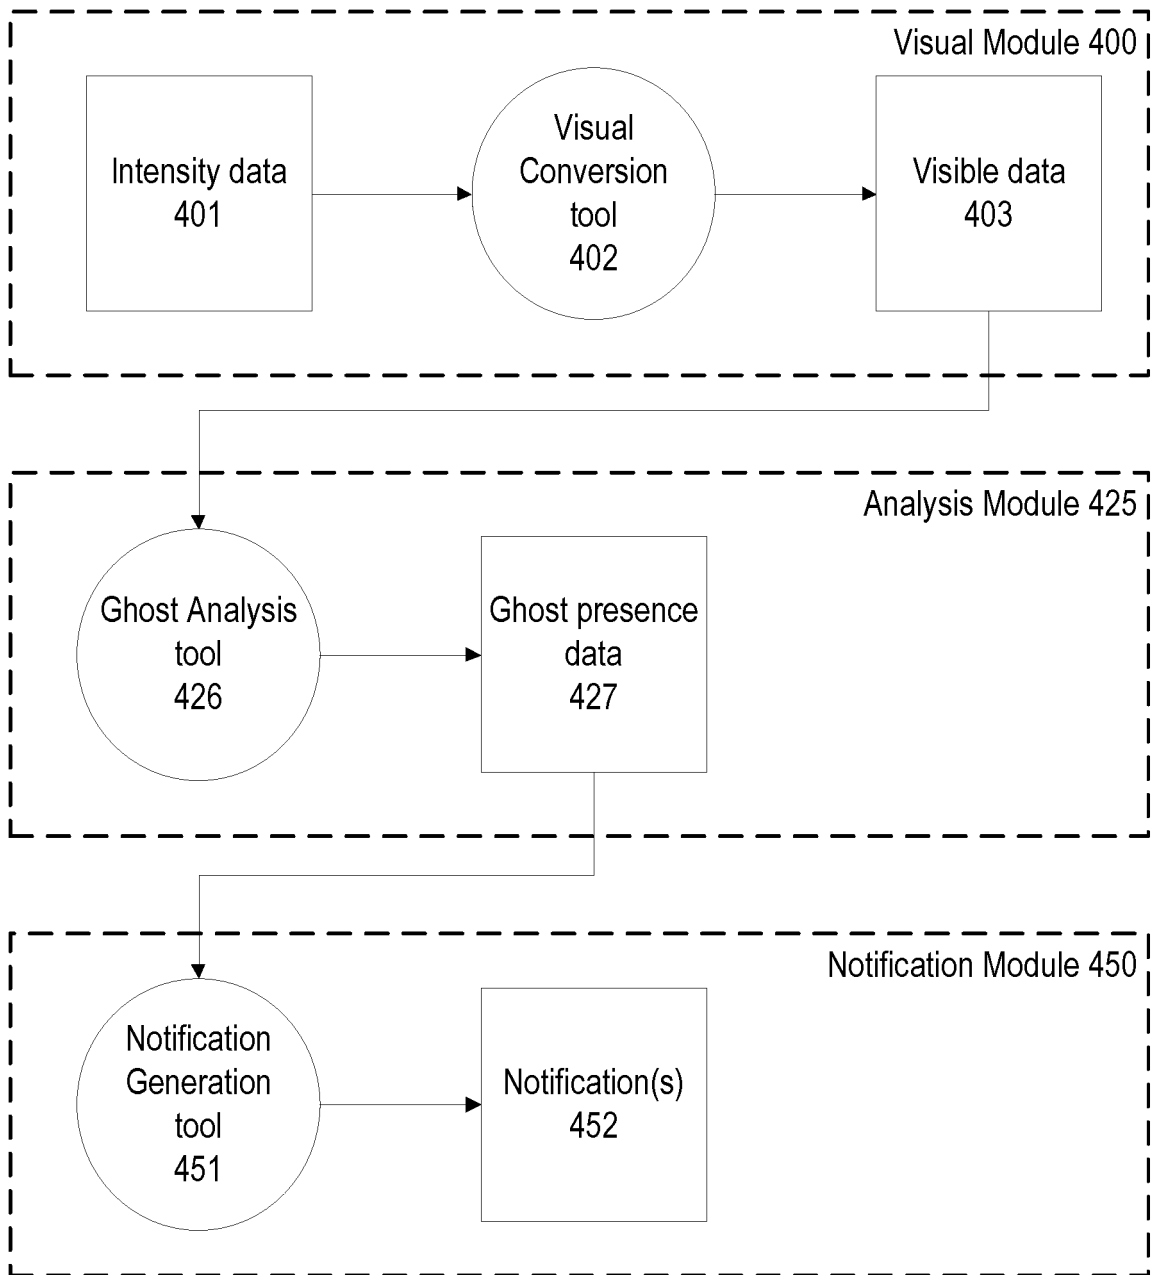 Visual Module 400
Intensity data
401
Visual
Conversion
tool
402
Visible data
403
Analysis Module 425
Ghost Analysis
tool
426
Ghost presence
data
427
Notification Module 450
Notification
Generation
tool
451
Notification(s)
452